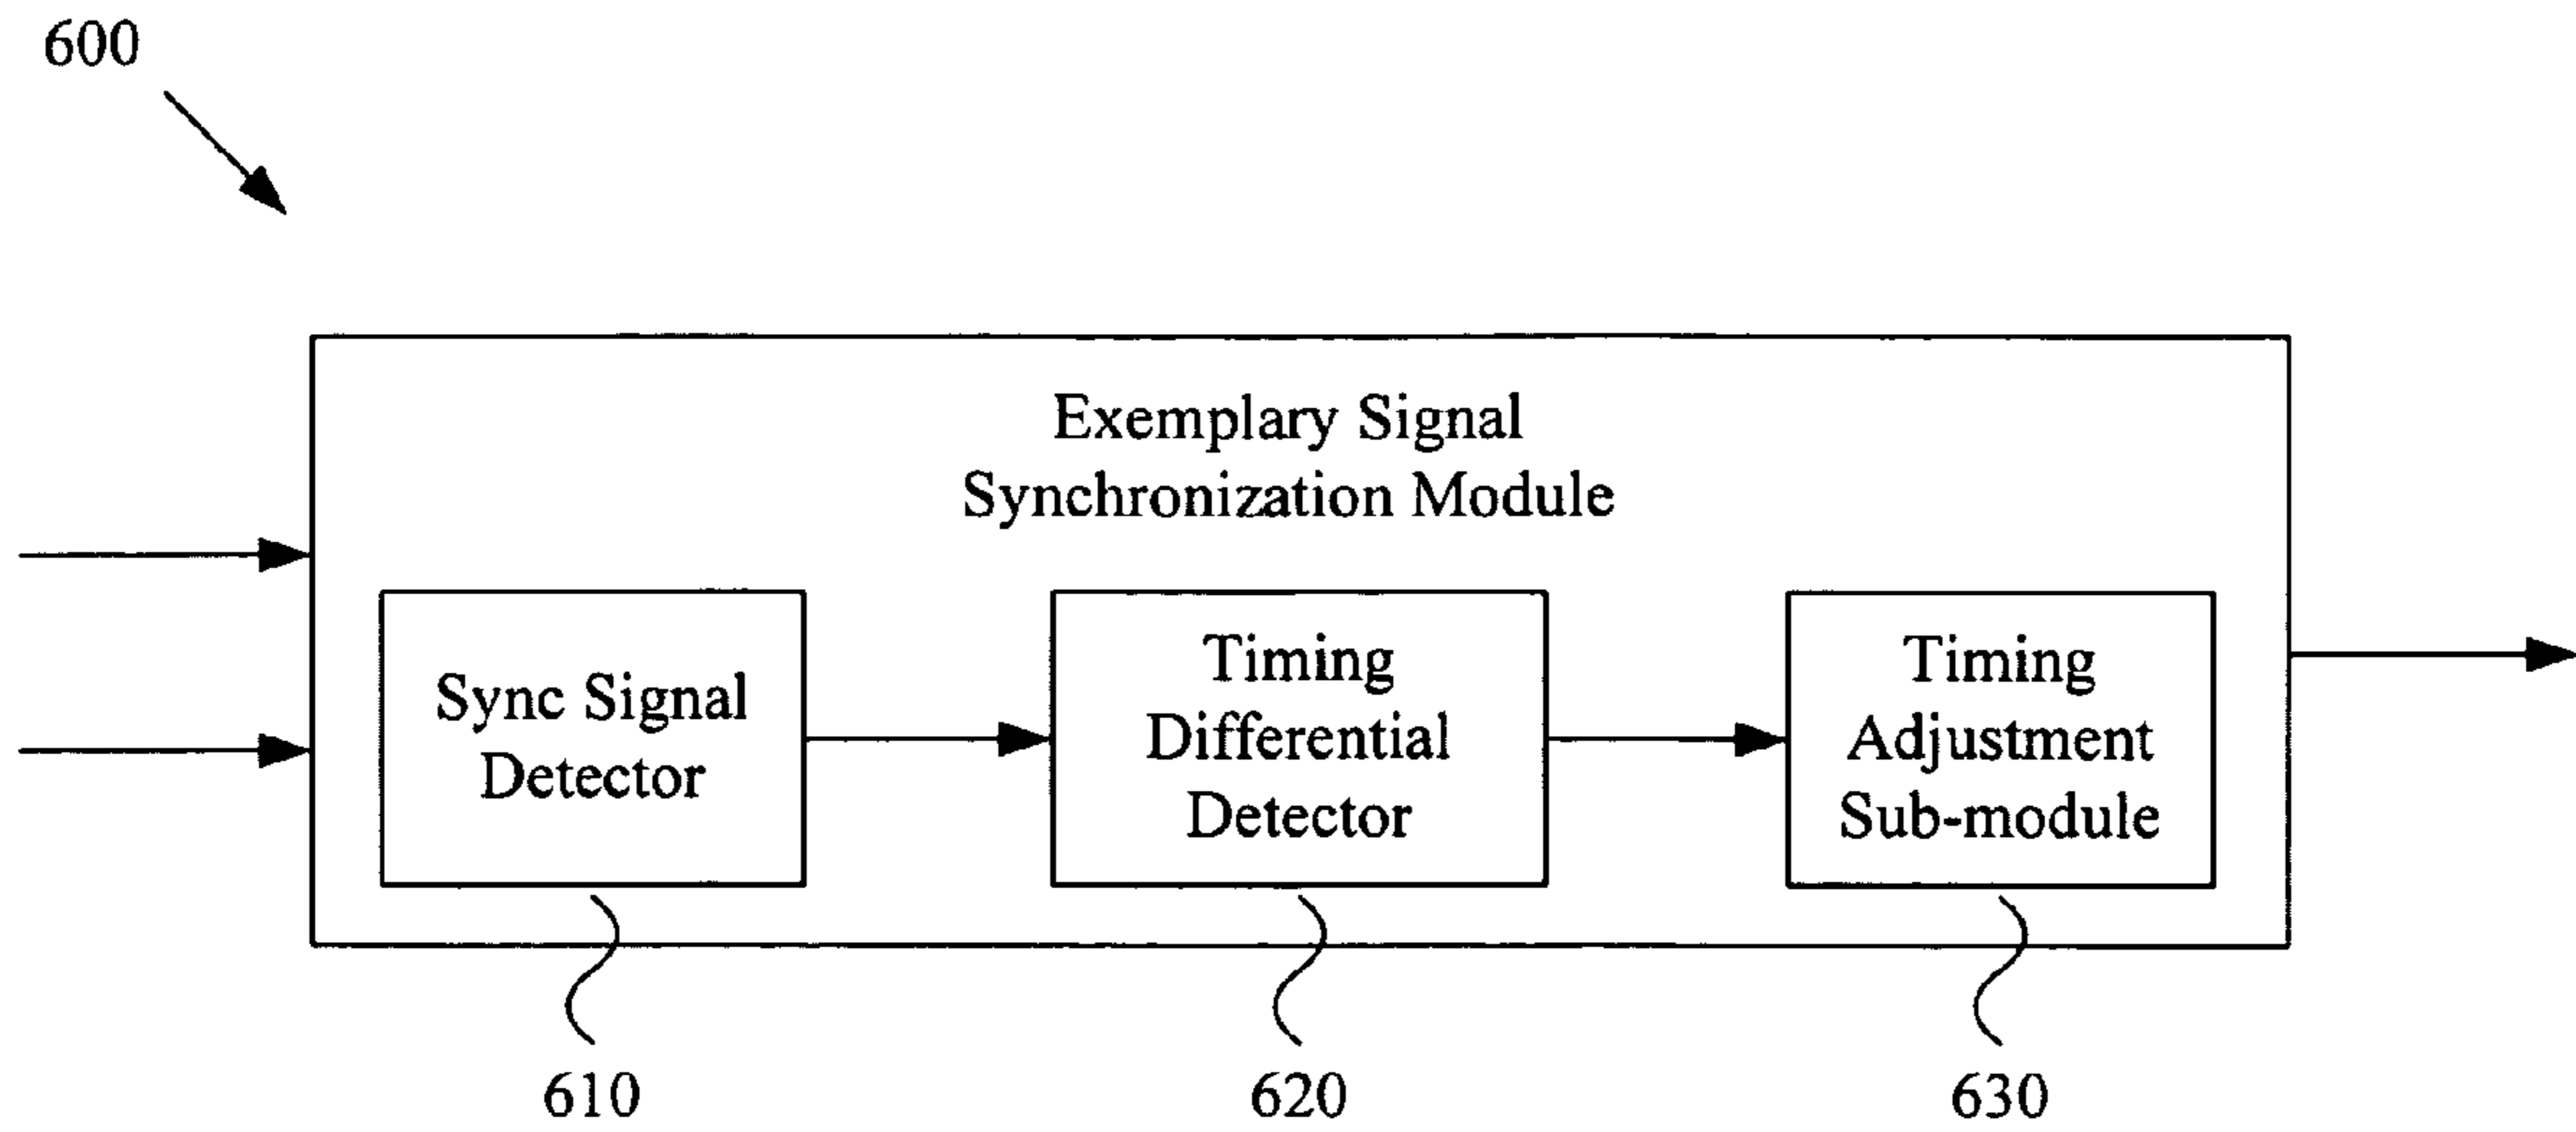 600
Exemplary Signal
Synchronization Module
Sync Signal
Detector
Timing
Differential
Detector
Timing
Adjustment
Sub-module
610
620
630